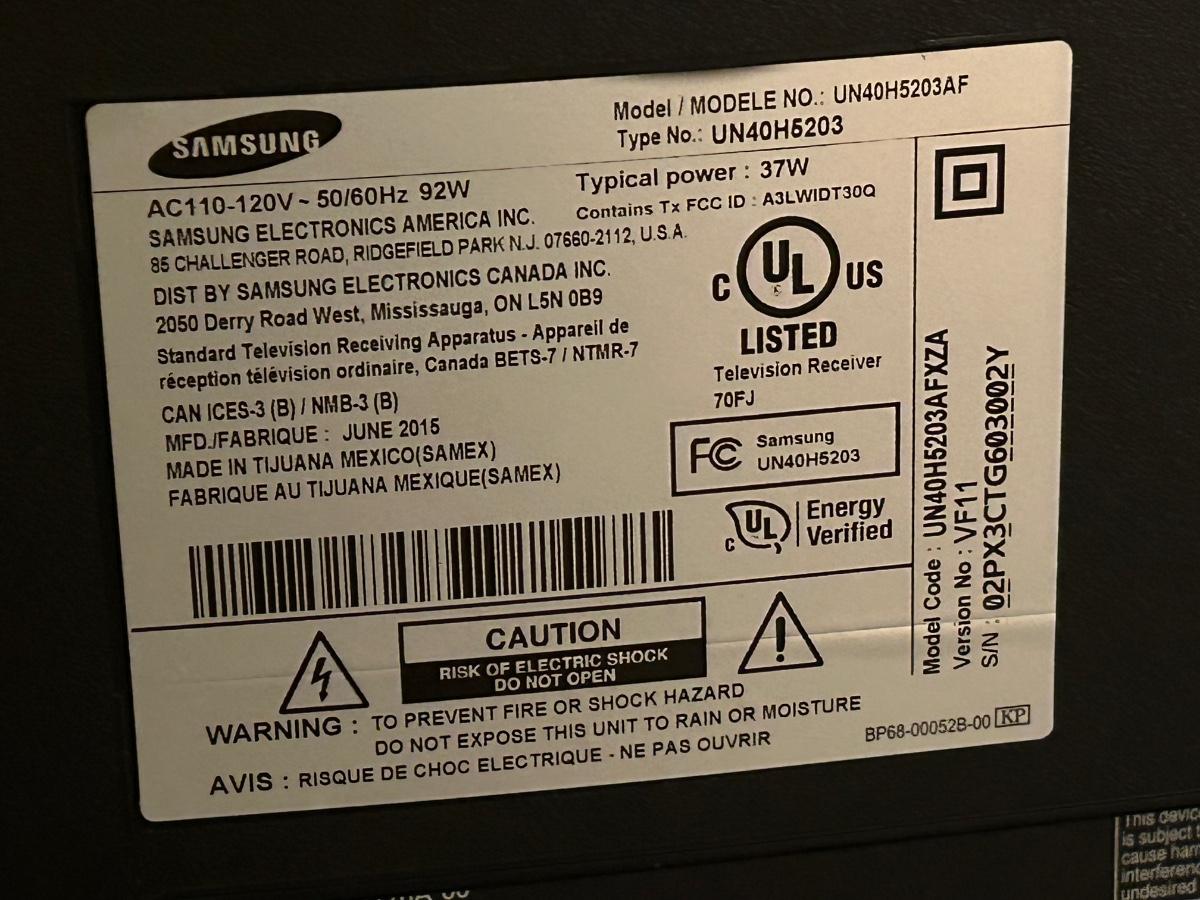 SAMSUNG
Model / MODELE NO.: UN40H5203AF
Type No.: UN40H5203
AC110-120V ~ 50/60Hz 92W
Typical power : 37W
SAMSUNG ELECTRONICS AMERICA INC.
Contains Tx FCC ID : A3LWIDT30Q
85 CHALLENGER ROAD, RIDGEFIELD PARK N.J. 07660-2112, U.S.A.
DIST BY SAMSUNG ELECTRONICS CANADA INC.
2050 Derry Road West, Mississauga, ON L5N 0B9
Standard Television Receiving Apparatus - Appareil de
réception télévision ordinaire, Canada BETS-7 / NTMR-7
CAN ICES-3 (B) / NMB-3 (B)
MFD./FABRIQUE : JUNE 2015
MADE IN TIJUANA MEXICO(SAMEX)
FABRIQUE AU TIJUANA MEXIQUE(SAMEX)
C UL US
LISTED
Television Receiver
70FJ
FC Samsung
UN40H5203
C UL Energy
Verified
Model Code : UN40H5203AFXZA
Version No : VF11
S/N : 02PX3CTG603002Y
CAUTION
RISK OF ELECTRIC SHOCK
DO NOT OPEN
WARNING : TO PREVENT FIRE OR SHOCK HAZARD
DO NOT EXPOSE THIS UNIT TO RAIN OR MOISTURE
AVIS : RISQUE DE CHOC ELECTRIQUE - NE PAS OUVRIR
BP68-00052B-00 KP
This
is subject
cause
undesired